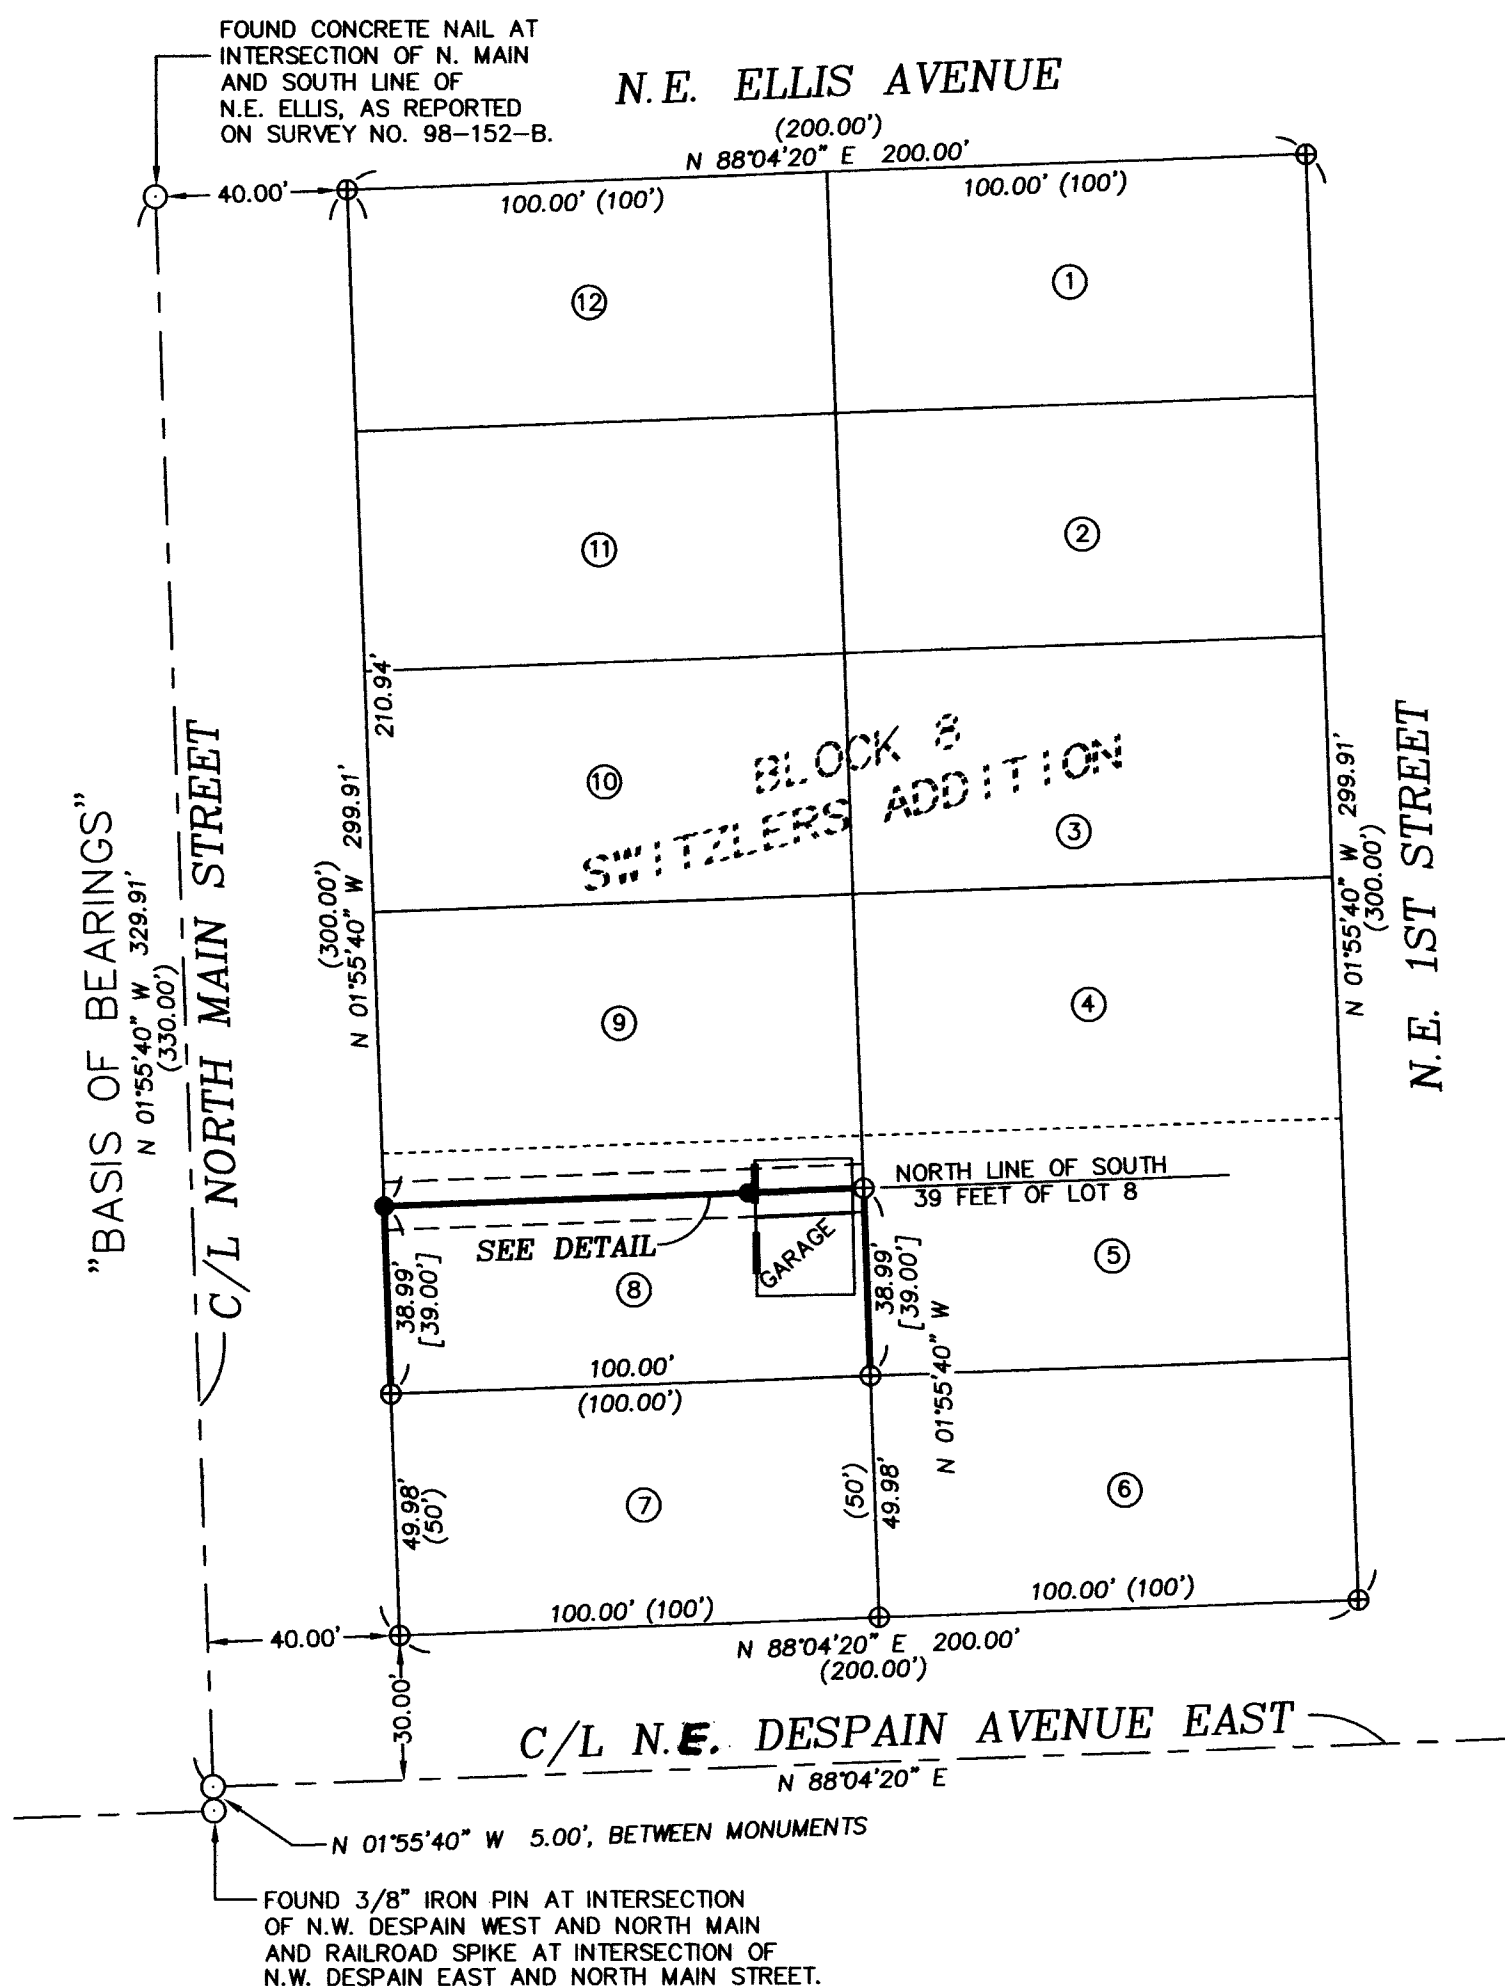 FOUND CONCRETE NAIL AT
INTERSECTION OF N. MAIN
AND SOUTH LINE OF
N.E. ELLIS, AS REPORTED
ON SURVEY NO. 98-152-B.
N.E. ELLIS AVENUE
(200.00')
N 88°04'20" E 200.00'
40.00'
100.00' (100')
100.00' (100')
12
1
11
2
210.94'
BLOCK 8
SWITZLERS ADDITION
10
3
"BASIS OF BEARINGS"
N 01°55'40" W 329.91'
(330.00')
C/L NORTH MAIN STREET
(300.00')
N 01°55'40" W 299.91'
N 01°55'40" W 299.91'
(300.00')
N.E. 1ST STREET
9
4
NORTH LINE OF SOUTH
39 FEET OF LOT 8
SEE DETAIL
GARAGE
8
5
38.99'
[39.00']
38.99'
[39.00']
N 01°55'40" W
100.00'
(100.00')
49.98'
(50')
7
(50')
49.98'
6
100.00' (100')
100.00' (100')
40.00'
N 88°04'20" E 200.00'
(200.00')
30.00'
C/L N.E. DESPAIN AVENUE EAST
N 88°04'20" E
N 01°55'40" W 5.00', BETWEEN MONUMENTS
FOUND 3/8" IRON PIN AT INTERSECTION
OF N.W. DESPAIN WEST AND NORTH MAIN
AND RAILROAD SPIKE AT INTERSECTION OF
N.W. DESPAIN EAST AND NORTH MAIN STREET.